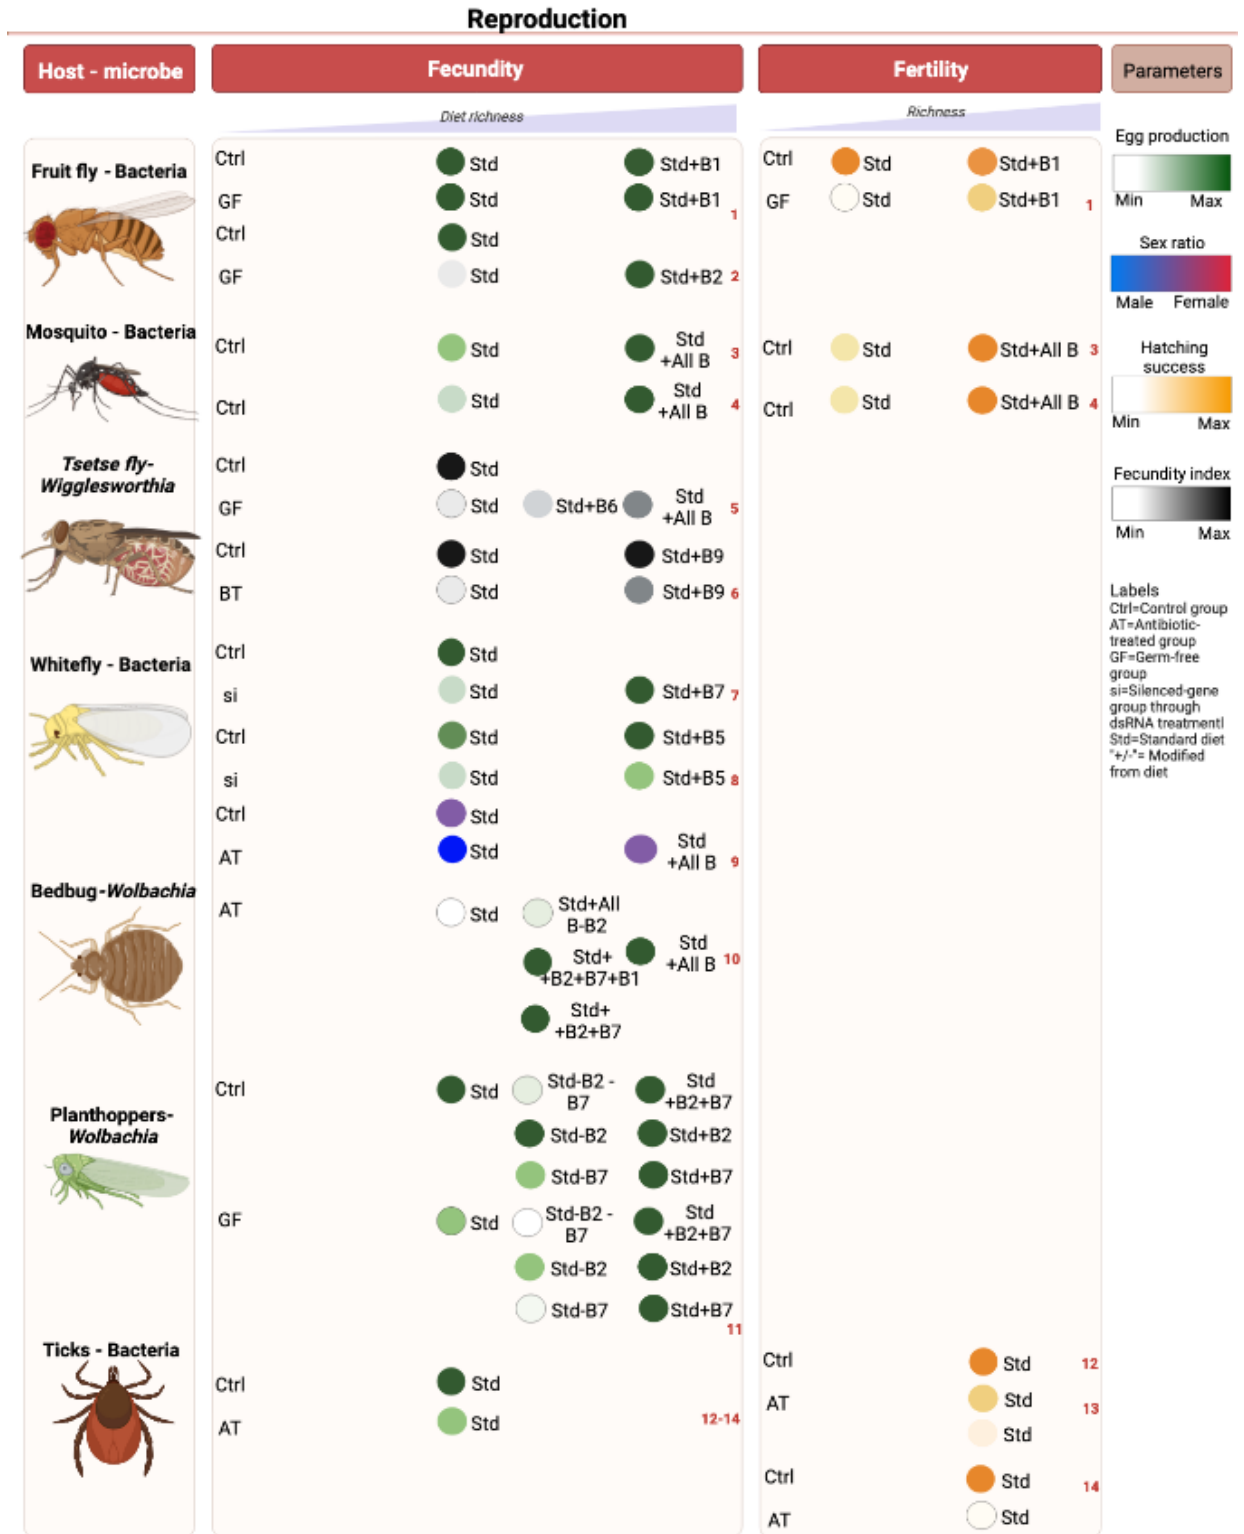 Reproduction
Host - microbe
Fecundity
Fertility
Parameters
Diet richness
Richness
Fruit fly - Bacteria
Ctrl Std Std+B1
GF Std Std+B1 1
Ctrl Std
GF Std Std+B2 2
Ctrl Std Std+B1
GF Std Std+B1 1
Mosquito - Bacteria
Ctrl Std Std
+All B 3
Ctrl Std Std
+All B 4
Ctrl Std Std+All B 3
Ctrl Std Std+All B 4
Tsetse fly-
Wigglesworthia
Ctrl Std
GF Std Std+B6 Std
+All B 5
Ctrl Std Std+B9
BT Std Std+B9 6
Whitefly - Bacteria
Ctrl Std
si Std Std+B7 7
Ctrl Std Std+B5
si Std Std+B5 8
Ctrl Std
AT Std Std
+All B 9
Bedbug-Wolbachia
AT Std Std+All
B-B2
Std+
+B2+B7+B1
Std
+All B 10
Std+
+B2+B7
Planthoppers-
Wolbachia
Ctrl Std Std-B2 -
B7
Std
+B2+B7
Std-B2 Std+B2
Std-B7 Std+B7
GF Std Std-B2 -
B7
Std
+B2+B7
Std-B2 Std+B2
Std-B7 Std+B7
11
Ticks - Bacteria
Ctrl Std
AT Std 12-14
Ctrl Std 12
AT Std 13
Std
Ctrl Std 14
AT Std
Egg production
Min Max
Sex ratio
Male Female
Hatching
success
Min Max
Fecundity index
Min Max
Labels
Ctrl=Control group
AT=Antibiotic-
treated group
GF=Germ-free
group
si=Silenced-gene
group through
dsRNA treatmentl
Std=Standard diet
"+/-"= Modified
from diet